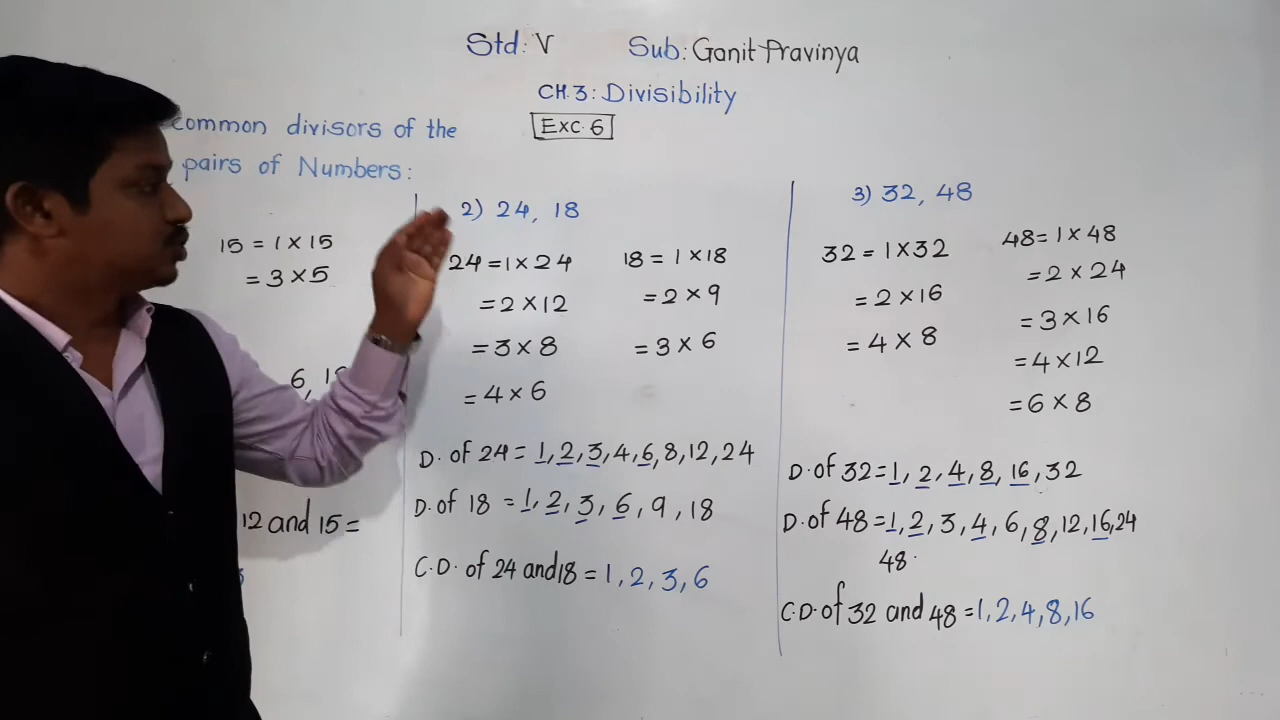 Std: V Sub: Ganit Pravinya
CH.3: Divisibility
Exc. 6
common divisors of the
pairs of Numbers:
15 = 1 × 15
= 3 × 5
6, 12
12 and 15 =
2) 24, 18
24 = 1 × 24
= 2 × 12
= 3 × 8
= 4 × 6
18 = 1 × 18
= 2 × 9
= 3 × 6
D. of 24 = 1, 2, 3, 4, 6, 8, 12, 24
D. of 18 = 1, 2, 3, 6, 9, 18
C.D. of 24 and 18 = 1, 2, 3, 6
3) 32, 48
32 = 1 × 32
= 2 × 16
= 4 × 8
48 = 1 × 48
= 2 × 24
= 3 × 16
= 4 × 12
= 6 × 8
D. of 32 = 1, 2, 4, 8, 16, 32
D. of 48 = 1, 2, 3, 4, 6, 8, 12, 16, 24
48.
C.D. of 32 and 48 = 1, 2, 4, 8, 16